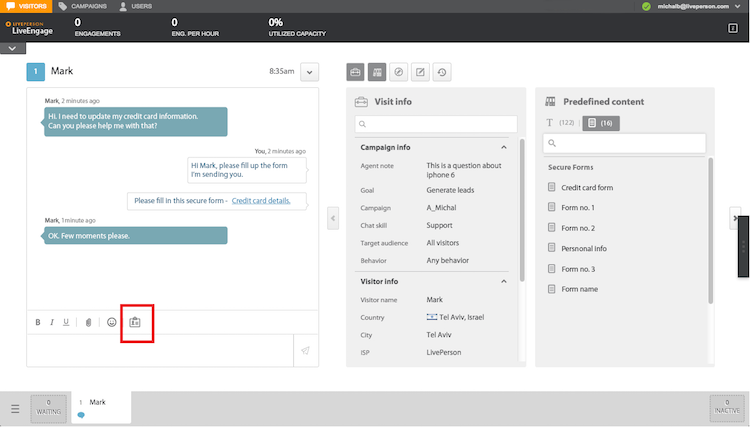 VISITORS
CAMPAIGNS
USERS
michalb@liveperson.com
LIVEPERSON
LiveEngage
0
ENGAGEMENTS
0
ENG. PER HOUR
0%
UTILIZED CAPACITY
1 Mark
8:35am
Mark, 2 minutes ago
Hi. I need to update my credit card information.
Can you please help me with that?
You, 2 minutes ago
Hi Mark, please fill up the form
I'm sending you.
Please fill in this secure form - Credit card details.
Mark, 1minute ago
OK. Few moments please.
B I U
Visit info
Campaign info
Agent note This is a question about
iphone 6
Goal Generate leads
Campaign A_Michal
Chat skill Support
Target audience All visitors
Behavior Any behavior
Visitor info
Visitor name Mark
Country Tel Aviv, Israel
City Tel Aviv
ISP LivePerson
Predefined content
T (122) (16)
Secure Forms
Credit card form
Form no. 1
Form no. 2
Persnonal info
Form no. 3
Form name
0
WAITING
1 Mark
0
INACTIVE